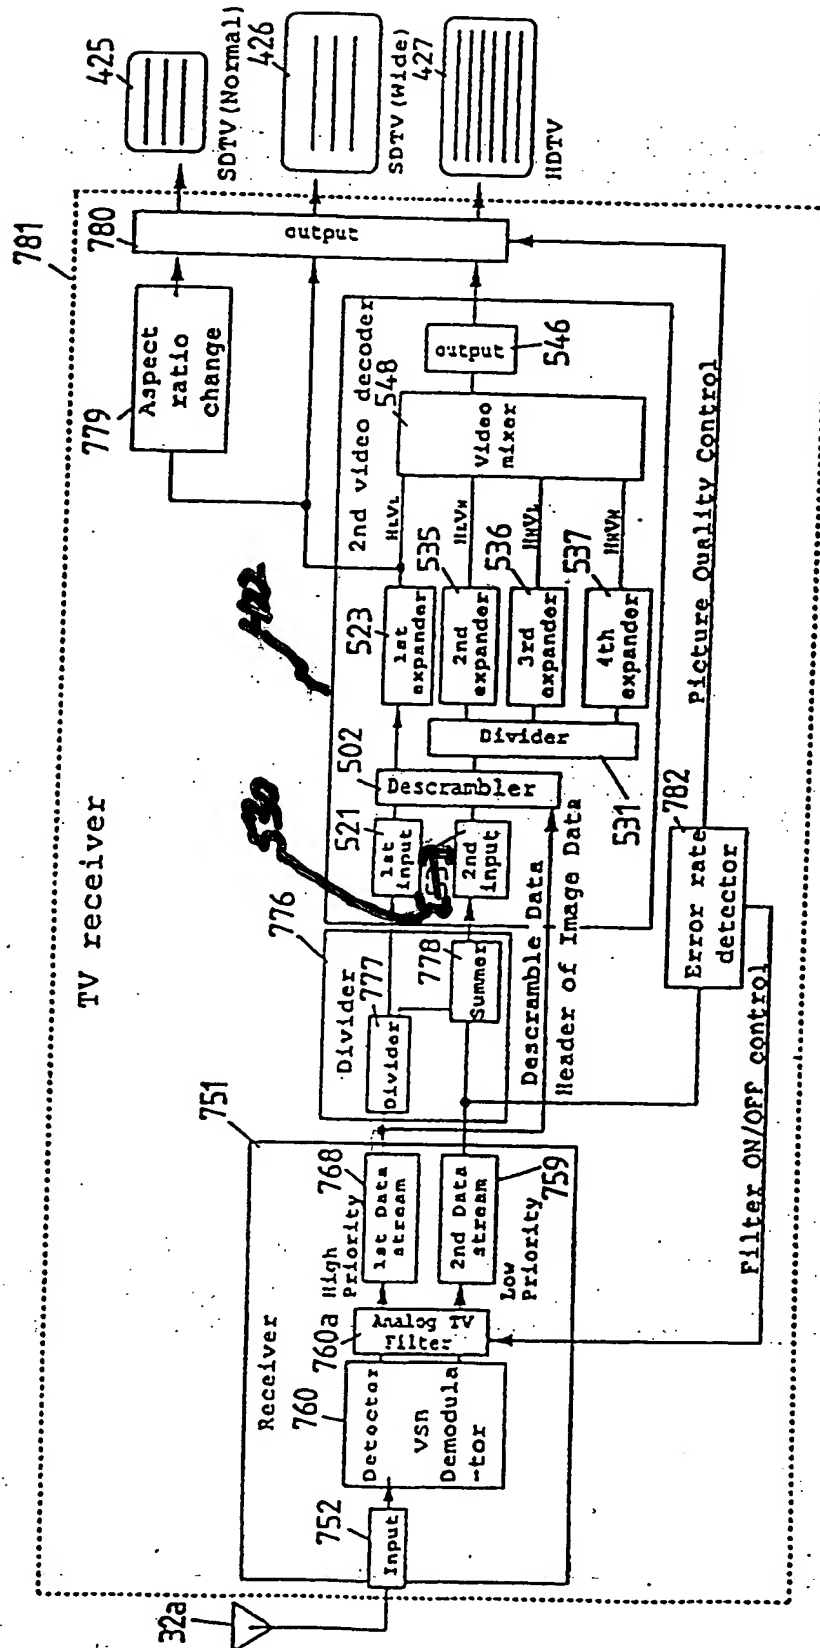 TV receiver
781
32a
752
Input
751
Receiver
760
Detoctor
VSB
Demodula
-tor
760a
Analog TV
Filter
High
Priority
768
1st Data
stream
2nd Data
stream
759
Low
Priority
776
Divider
777
Divider
778
Summer
Descramble Data
Header of Image Data
530
422
2nd video decoder
521
1st
input
2nd
input
502
Descrambler
531
Divider
523
1st
expander
535
2nd
expander
536
3rd
expander
537
4th
expander
HLVL
HLVH
HHVL
HHVH
548
Video
mixer
output
546
779
Aspect
ratio
change
780
output
425
SDTV (Normal)
426
SDTV (Wide)
427
HDTV
782
Error rate
detector
Filter ON/OFF control
Picture Quality Control